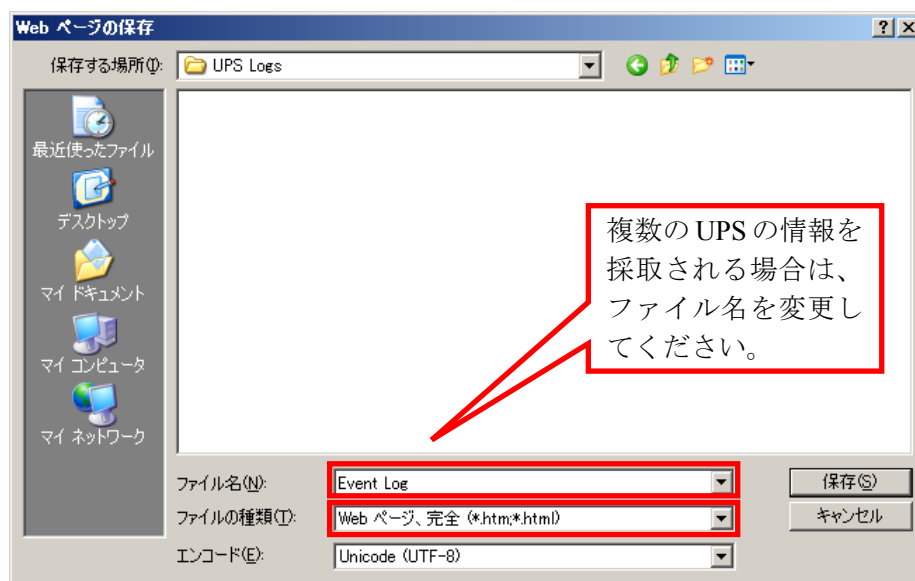 Web ページの保存
保存する場所(I):
UPS Logs
最近使ったファイル
デスクトップ
マイ ドキュメント
マイ コンピュータ
マイ ネットワーク
複数の UPS の情報を
採取される場合は、
ファイル名を変更し
てください。
ファイル名(N):
Event Log
保存(S)
ファイルの種類(T):
Web ページ、完全 (*.htm;*.html)
キャンセル
エンコード(E):
Unicode (UTF-8)